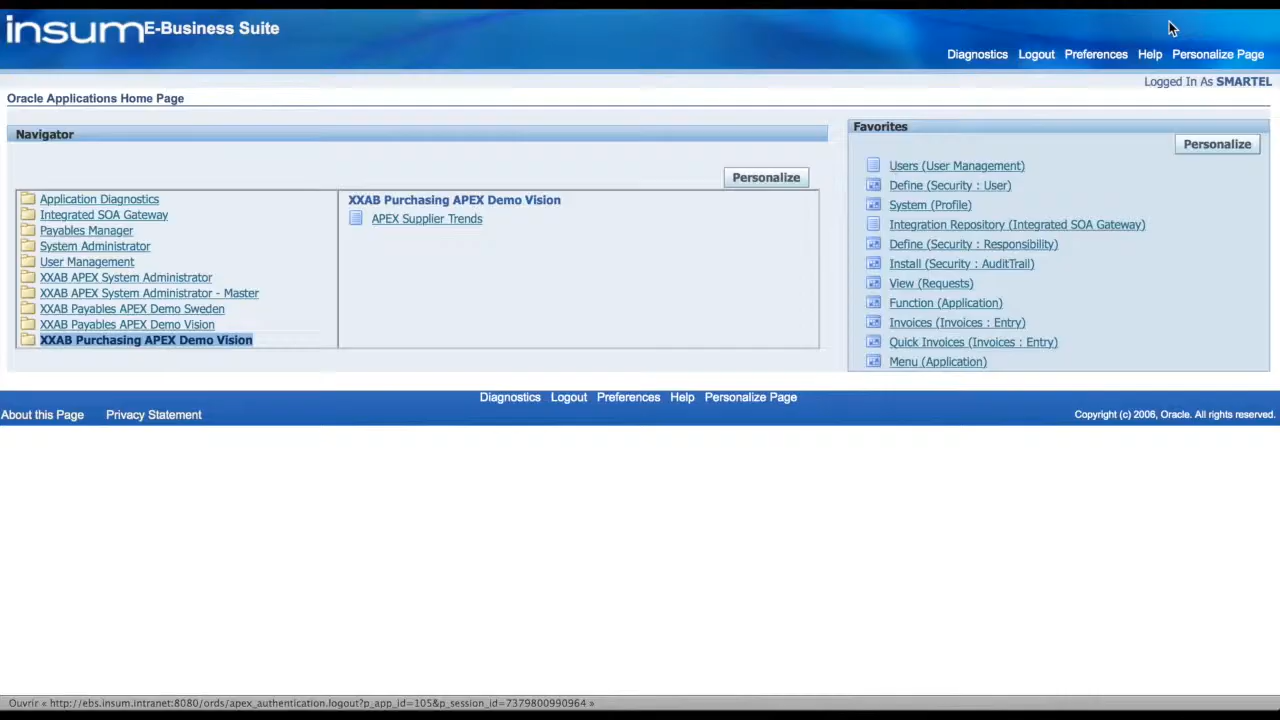 insum E-Business Suite
Diagnostics Logout Preferences Help Personalize Page
Logged In As SMARTEL
Oracle Applications Home Page
Navigator
Personalize
Application Diagnostics
Integrated SOA Gateway
Payables Manager
System Administrator
User Management
XXAB APEX System Administrator
XXAB APEX System Administrator - Master
XXAB Payables APEX Demo Sweden
XXAB Payables APEX Demo Vision
XXAB Purchasing APEX Demo Vision
XXAB Purchasing APEX Demo Vision
APEX Supplier Trends
Favorites
Personalize
Users (User Management)
Define (Security : User)
System (Profile)
Integration Repository (Integrated SOA Gateway)
Define (Security : Responsibility)
Install (Security : AuditTrail)
View (Requests)
Function (Application)
Invoices (Invoices : Entry)
Quick Invoices (Invoices : Entry)
Menu (Application)
Diagnostics Logout Preferences Help Personalize Page
About this Page Privacy Statement
Copyright (c) 2006, Oracle. All rights reserved.
Ouvrir « http://ebs.insum.intranet:8080/ords/apex_authentication.logout?p_app_id=105&p_session_id=7379800990964 »